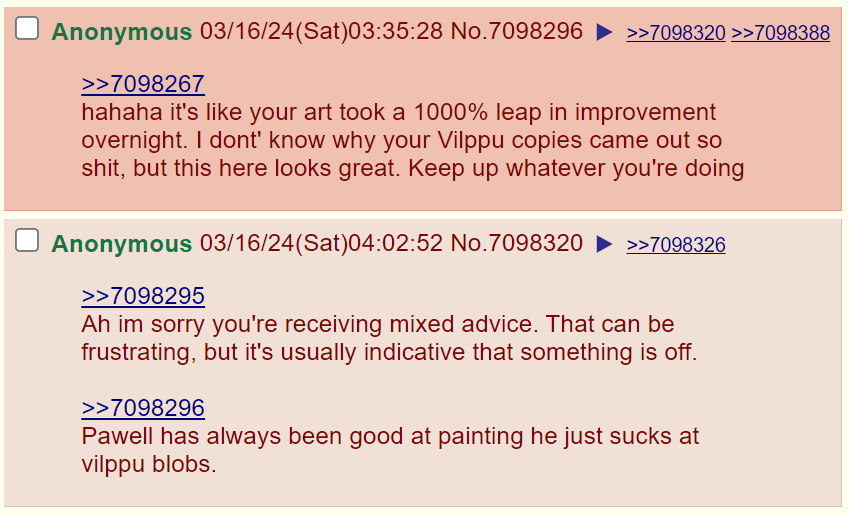 Anonymous 03/16/24(Sat)03:35:28 No.7098296 ▶ >>7098320 >>7098388
>>7098267
hahaha it's like your art took a 1000% leap in improvement
overnight. I dont' know why your Vilppu copies came out so
shit, but this here looks great. Keep up whatever you're doing
Anonymous 03/16/24(Sat)04:02:52 No.7098320 ▶ >>7098326
>>7098295
Ah im sorry you're receiving mixed advice. That can be
frustrating, but it's usually indicative that something is off.
>>7098296
Pawell has always been good at painting he just sucks at
vilppu blobs.